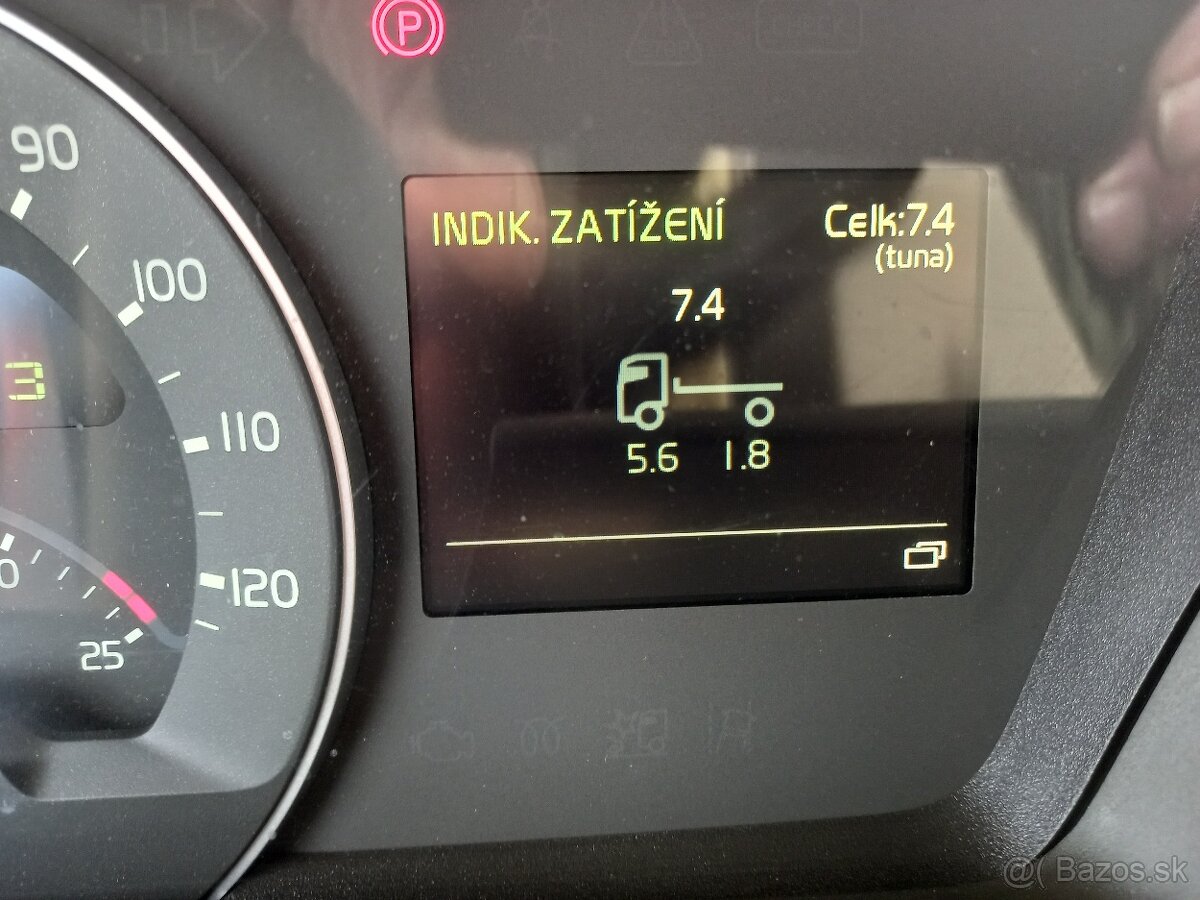 P
90
100
110
120
3
0
25
INDIK. ZATÍŽENÍ
Celk:7.4
(tuna)
7.4
5.6 1.8
@( Bazos.sk